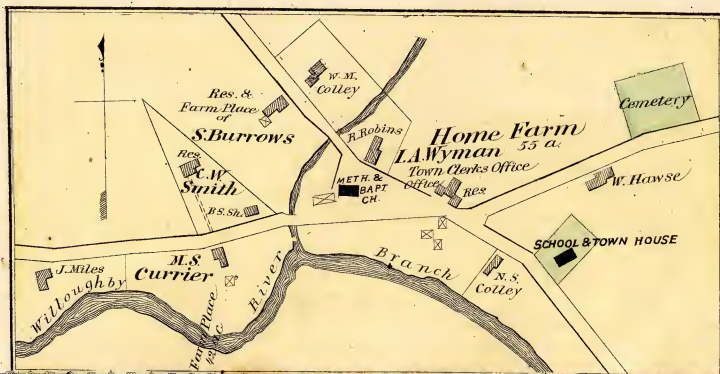 W. M.
Colley
Res. &
Farm Place
of
S. Burrows
Cemetery
R. Robins
Home Farm
55 a.
I. A. Wyman
Town Clerks Office
Office
Res
Res.
C. W.
Smith
METH. &
BAPT.
CH.
W. Hawse
B.S. Sh.
SCHOOL & TOWN HOUSE
M. S.
Currier
J. Miles
Branch
N. S.
Colley
Willoughby
River
Farm Place